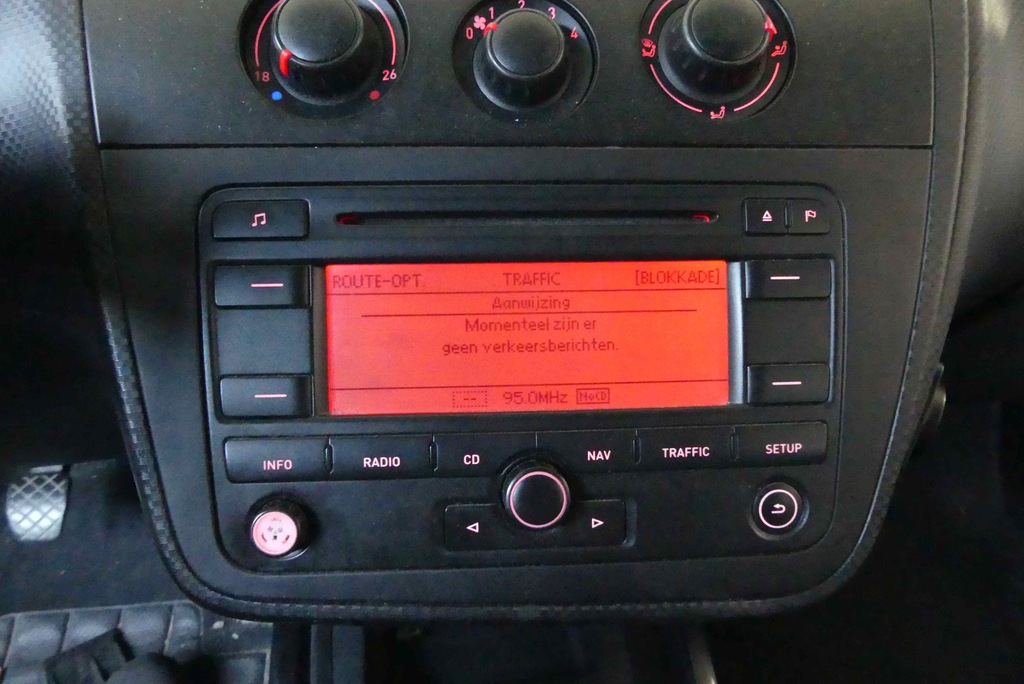 18 26
0 1 2 3 4
ROUTE-OPT. TRAFFIC [BLOKKADE]
Aanwijzing
Momenteel zijn er
geen verkeersberichten.
-- 95.0MHz NoCD
INFO RADIO CD NAV TRAFFIC SETUP